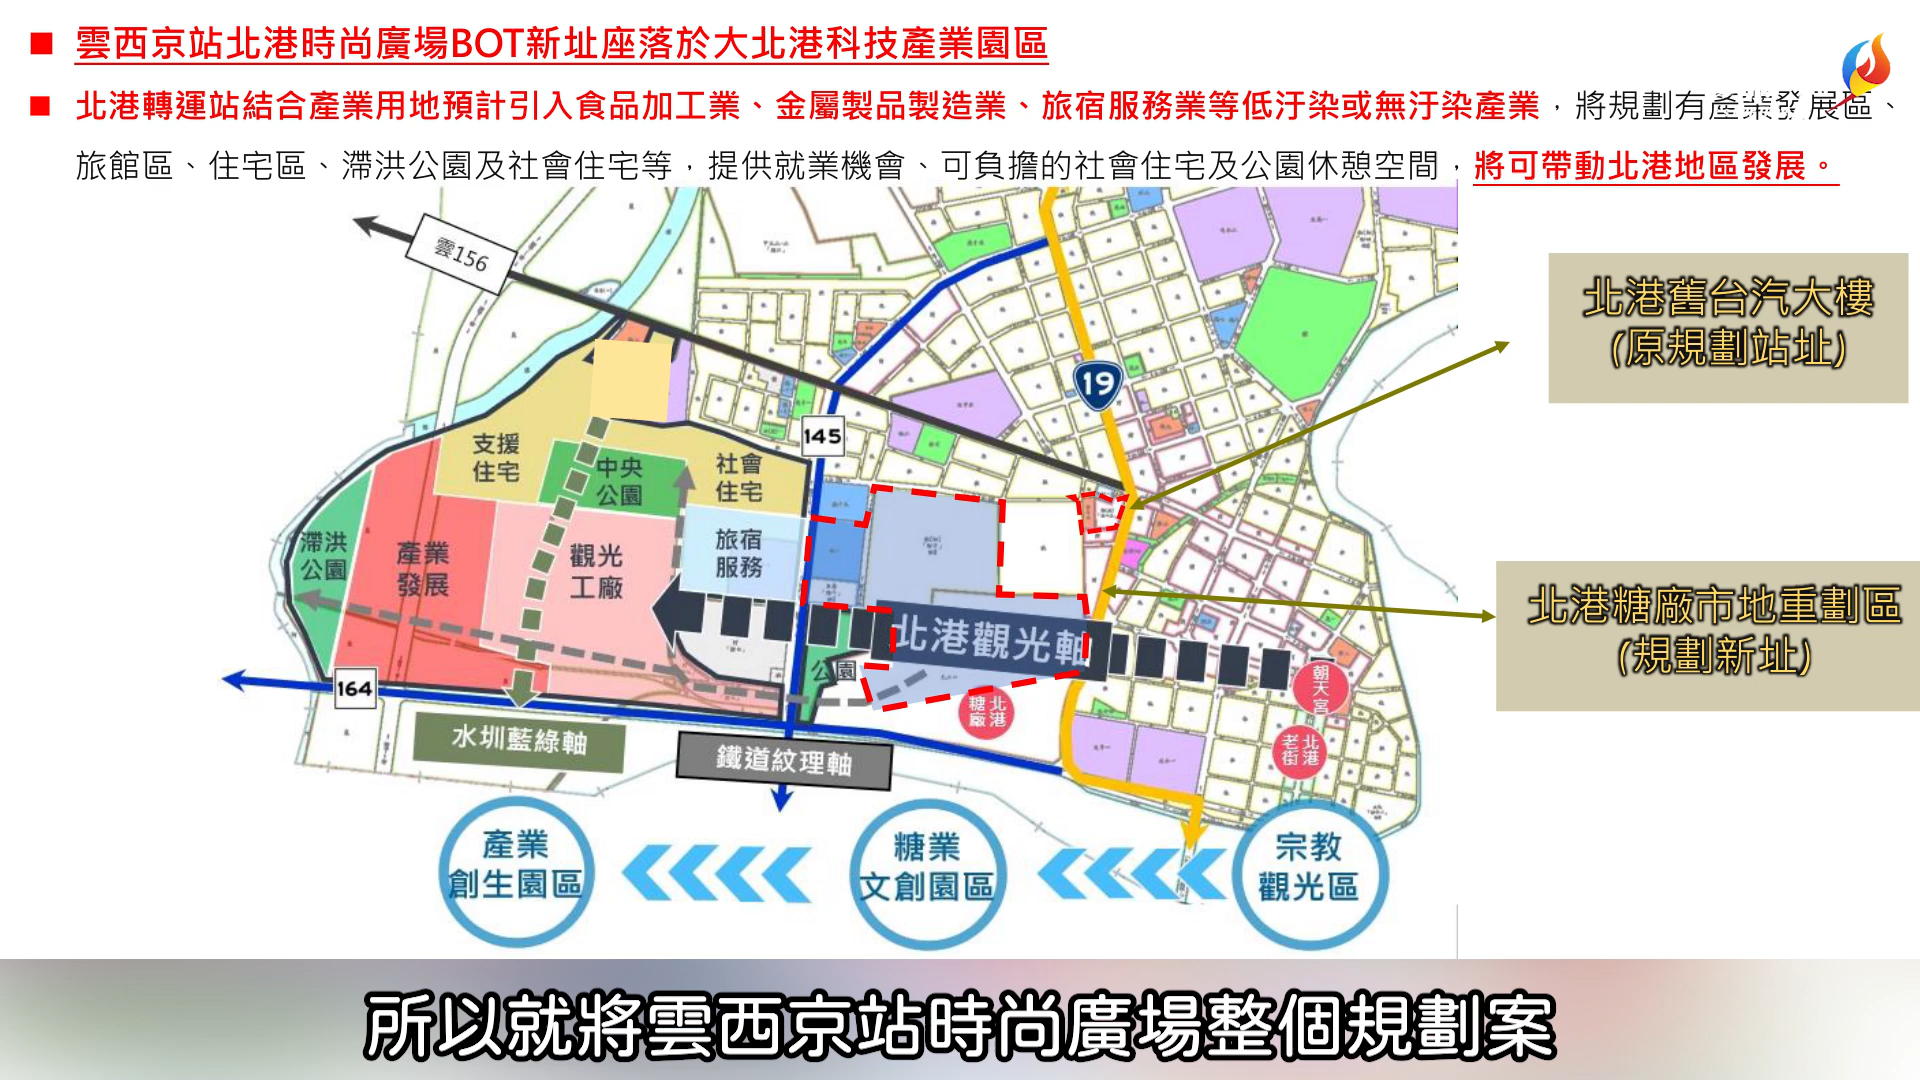 雲西京站北港時尚廣場BOT新址座落於大北港科技產業園區
北港轉運站結合產業用地預計引入食品加工業、金屬製品製造業、旅宿服務業等低汙染或無汙染產業，將規劃有產業發展區、
旅館區、住宅區、滯洪公園及社會住宅等，提供就業機會、可負擔的社會住宅及公園休憩空間，將可帶動北港地區發展。
雲156
北港舊台汽大樓
(原規劃站址)
19
145
支援
住宅
中央
公園
社會
住宅
滯洪
公園
產業
發展
觀光
工廠
旅宿
服務
北港糖廠市地重劃區
(規劃新址)
北港觀光軸
公園
164
朝天宮
北港糖廠
北港老街
水圳藍綠軸
鐵道紋理軸
產業
創生園區
糖業
文創園區
宗教
觀光區
所以就將雲西京站時尚廣場整個規劃案